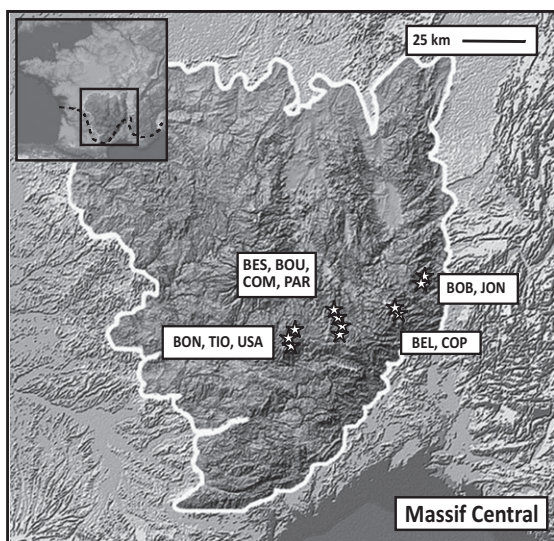 25 km
BES, BOU,
COM, PAR
BOB, JON
BON, TIO, USA
BEL, COP
Massif Central